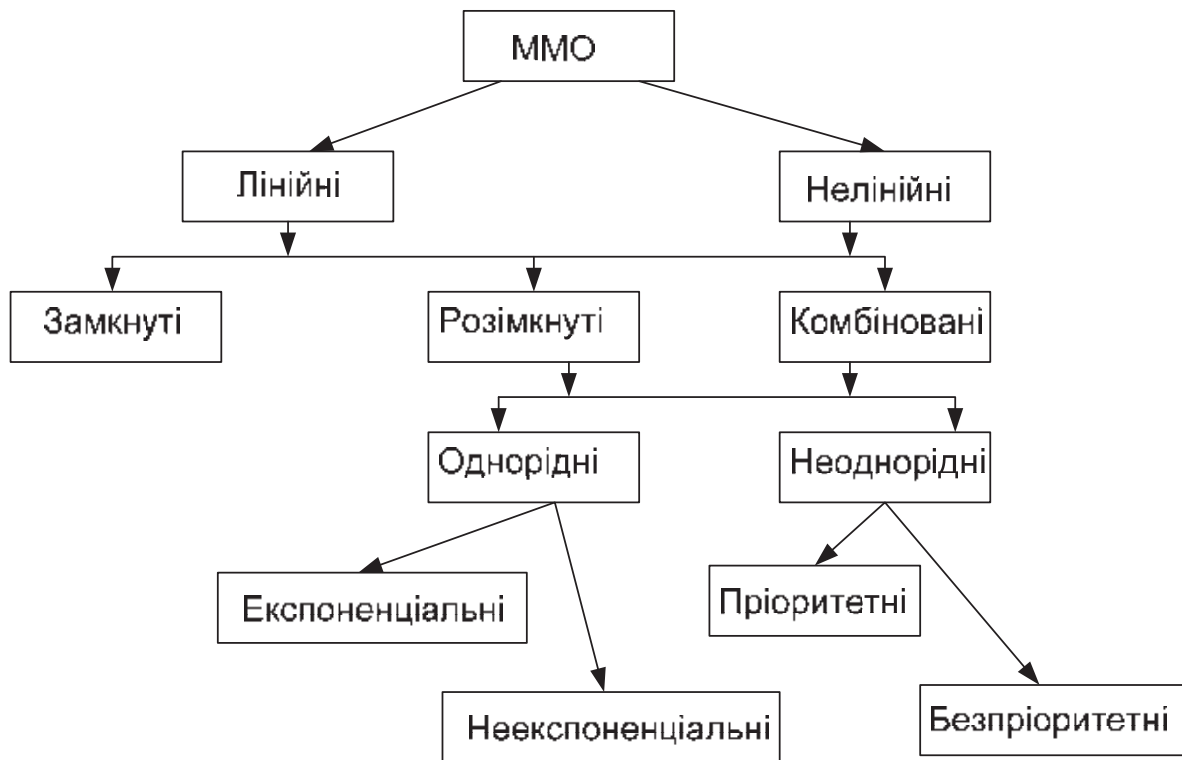 ММО
Лінійні
Нелінійні
Замкнуті
Розімкнуті
Комбіновані
Однорідні
Неоднорідні
Експоненціальні
Пріоритетні
Неекспоненціальні
Безпріоритетні